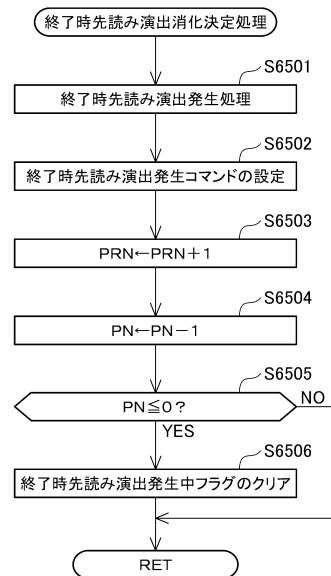 終了時先読み演出消化決定処理
S6501
終了時先読み演出発生処理
S6502
終了時先読み演出発生コマンドの設定
S6503
PRN←PRN+1
S6504
PN←PN−1
S6505
PN≦0?
NO
YES
S6506
終了時先読み演出発生中フラグのクリア
RET